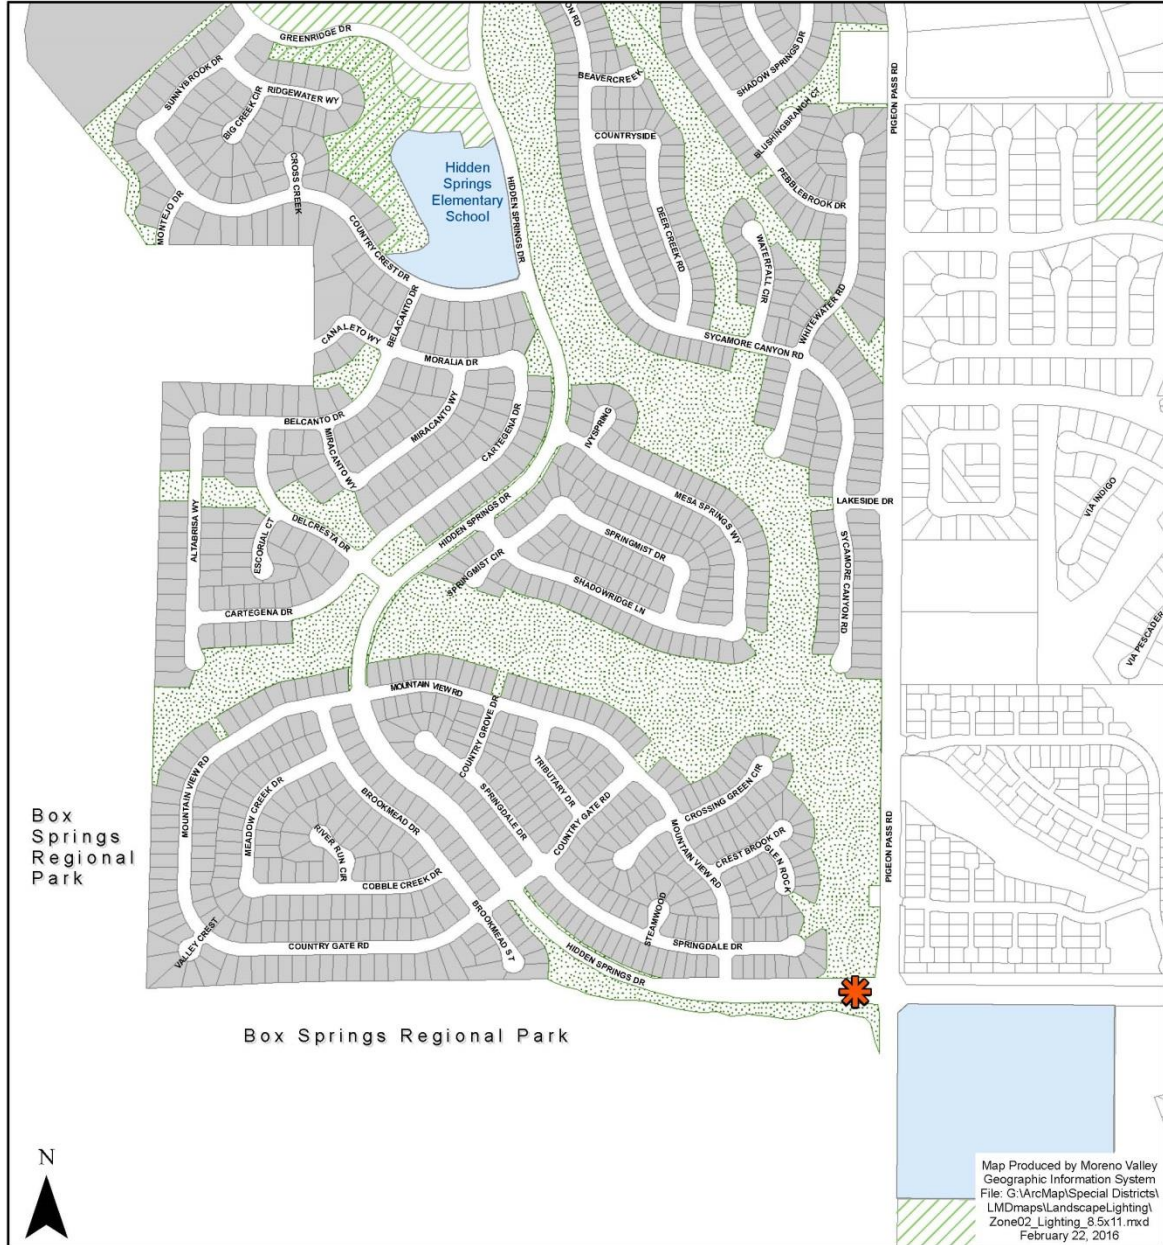 GREENRIDGE DR
ON RD
SHADOW SPRINGS DR
PIGEON PASS RD
SUNNYBROOK DR
RIDGEWATER WY
BIG CREEK CIR
BEAVERCREEK
BLUSHINGBRANCH CT
COUNTRYSIDE
CROSS CREEK
Hidden
Springs
Elementary
School
HIDDEN SPRINGS DR
PEBBLEBROOK DR
MONTEJO DR
COUNTRY CREST DR
DEER CREEK RD
WATERFALL CIR
WHITEWATER RD
BELACANTO DR
CANALETO WY
MORALIA DR
SYCAMORE CANYON RD
BELCANTO DR
MIRACANTO WY
MIRACANTO WY
CARTEGENA DR
IVYSPRING
MESA SPRINGS WY
LAKESIDE DR
VIA INDIGO
ALTABRISA WY
ESCORIAL CT
DELCRESTA DR
HIDDEN SPRINGS DR
SPRINGMIST DR
SPRINGMIST CIR
SHADOWRIDGE LN
SYCAMORE CANYON RD
CARTEGENA DR
VIA PESCADER
MOUNTAIN VIEW RD
COUNTRY GROVE DR
MOUNTAIN VIEW RD
MEADOW CREEK DR
BROOKMEAD DR
SPRINGDALE DR
TRIBUTARY DR
COUNTRY GATE RD
CROSSING GREEN CIR
PIGEON PASS RD
Box
Springs
Regional
Park
RIVER RUN CIR
COBBLE CREEK DR
MOUNTAIN VIEW RD
CREST BROOK DR
GLEN ROCK
VALLEY CREST
COUNTRY GATE RD
BROOKMEAD ST
HIDDEN SPRINGS DR
STEAMWOOD
SPRINGDALE DR
Box Springs Regional Park
N
Map Produced by Moreno Valley
Geographic Information System
File: G:\ArcMap\Special Districts\
LMDmaps\LandscapeLighting\
Zone02_Lighting_8.5x11.mxd
February 22, 2016